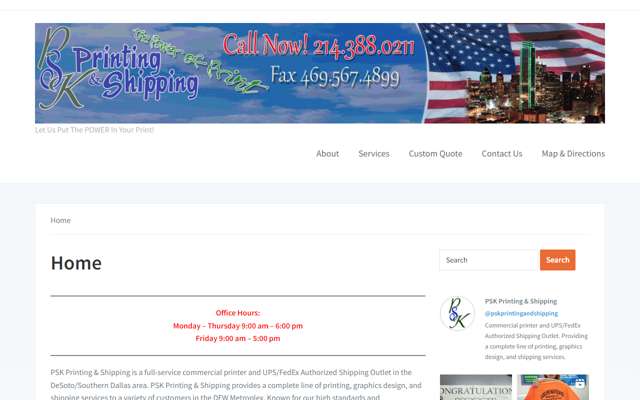 PSK Printing & Shipping
The Power of Print
Call Now! 214.388.0211
Fax 469.567.4899
Let Us Put The POWER In Your Print!
About Services Custom Quote Contact Us Map & Directions
Home
Home
Office Hours:
Monday – Thursday 9:00 am – 6:00 pm
Friday 9:00 am – 5:00 pm
PSK Printing & Shipping is a full-service commercial printer and UPS/FedEx Authorized Shipping Outlet in the
DeSoto/Southern Dallas area. PSK Printing & Shipping provides a complete line of printing, graphics design, and
shipping services to a variety of customers in the DFW Metroplex. Known for our high standards and
Search Search
PSK
PSK Printing & Shipping
@pskprintingandshipping
Commercial printer and UPS/FedEx
Authorized Shipping Outlet. Providing
a complete line of printing, graphics
design, and shipping services.
CONGRATULATIONS